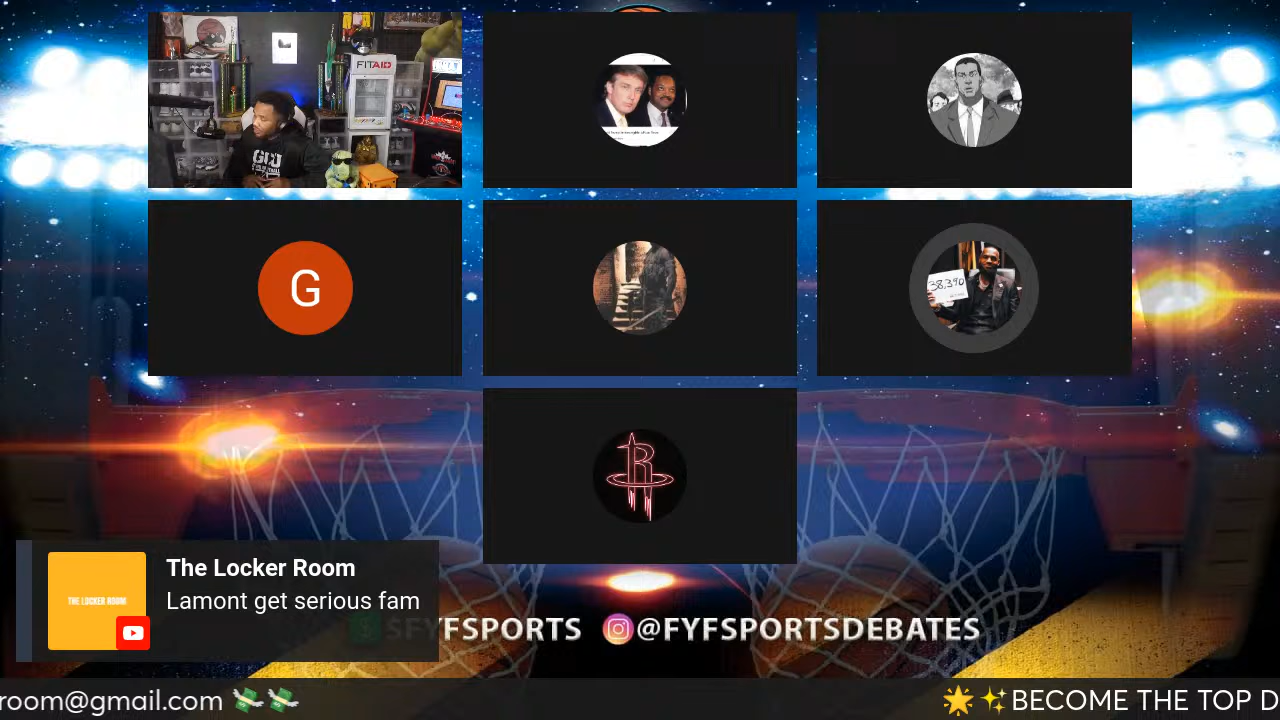 FITAID
G
38,390
R
THE LOCKER ROOM
The Locker Room
Lamont get serious fam
$FYFSPORTS
@FYFSPORTSDEBATES
room@gmail.com 💸💸
🌟✨BECOME THE TOP D